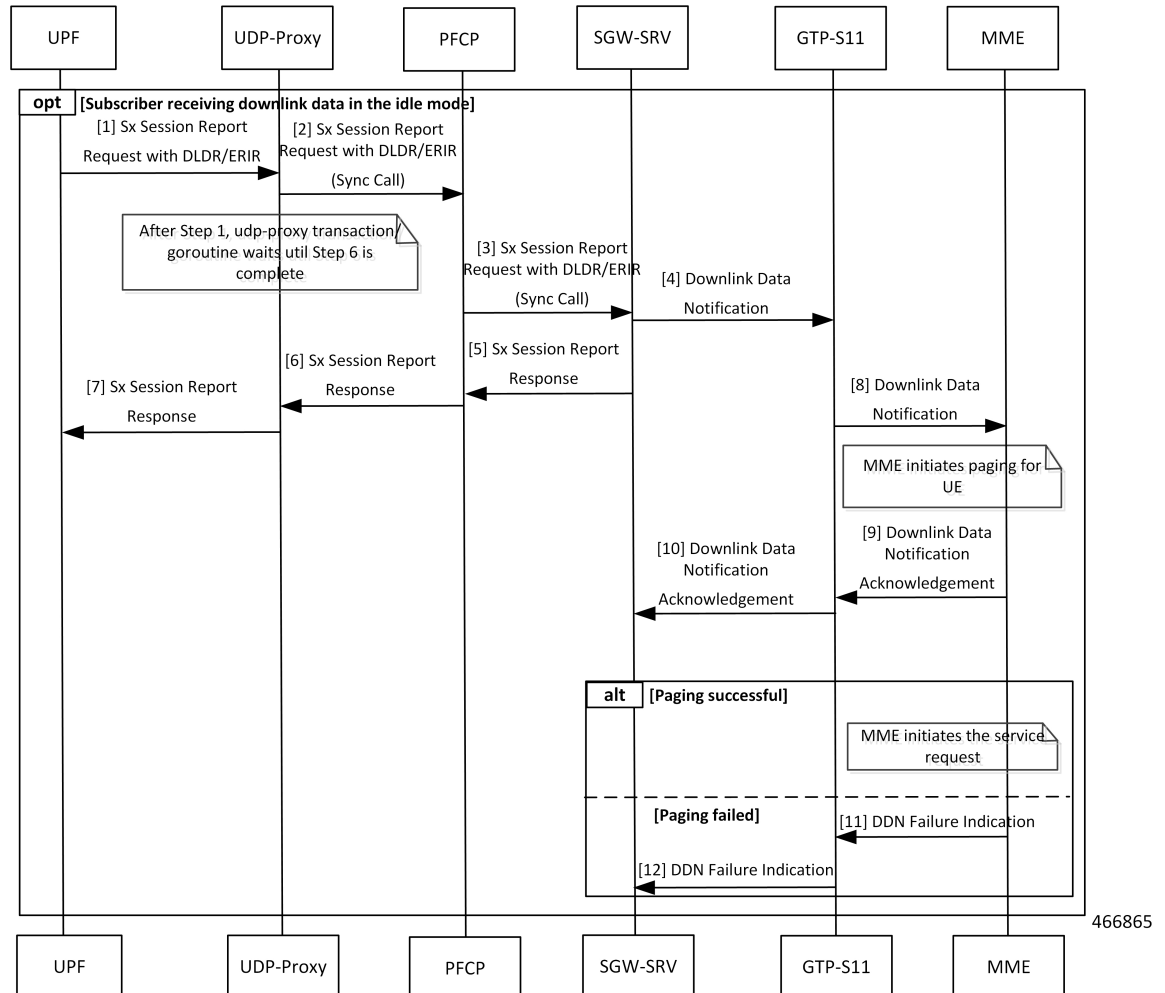 UPF
UDP-Proxy
PFCP
SGW-SRV
GTP-S11
MME
opt [Subscriber receiving downlink data in the idle mode]
[1] Sx Session Report
Request with DLDR/ERIR
[2] Sx Session Report
Request with DLDR/ERIR
(Sync Call)
After Step 1, udp-proxy transaction/
goroutine waits util Step 6 is
complete
[3] Sx Session Report
Request with DLDR/ERIR
(Sync Call)
[4] Downlink Data
Notification
[5] Sx Session Report
Response
[6] Sx Session Report
Response
[7] Sx Session Report
Response
[8] Downlink Data
Notification
MME initiates paging for
UE
[9] Downlink Data
Notification
Acknowledgement
[10] Downlink Data
Notification
Acknowledgement
alt [Paging successful]
MME initiates the service
request
[Paging failed]
[11] DDN Failure Indication
[12] DDN Failure Indication
466865
UPF
UDP-Proxy
PFCP
SGW-SRV
GTP-S11
MME